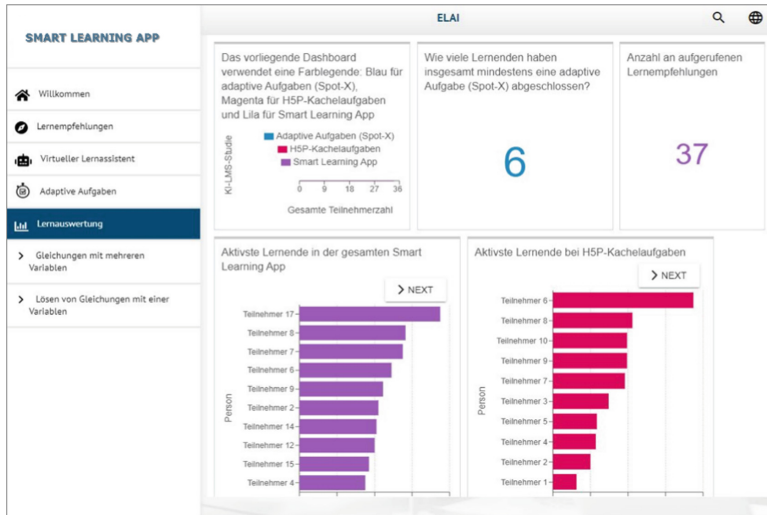 SMART LEARNING APP
ELAI
Willkommen
Lernempfehlungen
Virtueller Lernassistent
Adaptive Aufgaben
Lernauswertung
Gleichungen mit mehreren
Variablen
Lösen von Gleichungen mit einer
Variablen
Das vorliegende Dashboard
verwendet eine Farblegende: Blau für
adaptive Aufgaben (Spot-X),
Magenta für H5P-Kachelaufgaben
und Lila für Smart Learning App
KI-LMS-Studie
Adaptive Aufgaben (Spot-X)
H5P-Kachelaufgaben
Smart Learning App
0 9 18 27 36
Gesamte Teilnehmerzahl
Wie viele Lernenden haben
insgesamt mindestens eine adaptive
Aufgabe (Spot-X) abgeschlossen?
6
Anzahl an aufgerufenen
Lernempfehlungen
37
Aktivste Lernende in der gesamten Smart
Learning App
NEXT
Person
Teilnehmer 17
Teilnehmer 8
Teilnehmer 7
Teilnehmer 6
Teilnehmer 9
Teilnehmer 2
Teilnehmer 14
Teilnehmer 12
Teilnehmer 15
Teilnehmer 4
Aktivste Lernende bei H5P-Kachelaufgaben
NEXT
Person
Teilnehmer 6
Teilnehmer 8
Teilnehmer 10
Teilnehmer 9
Teilnehmer 7
Teilnehmer 3
Teilnehmer 5
Teilnehmer 4
Teilnehmer 2
Teilnehmer 1